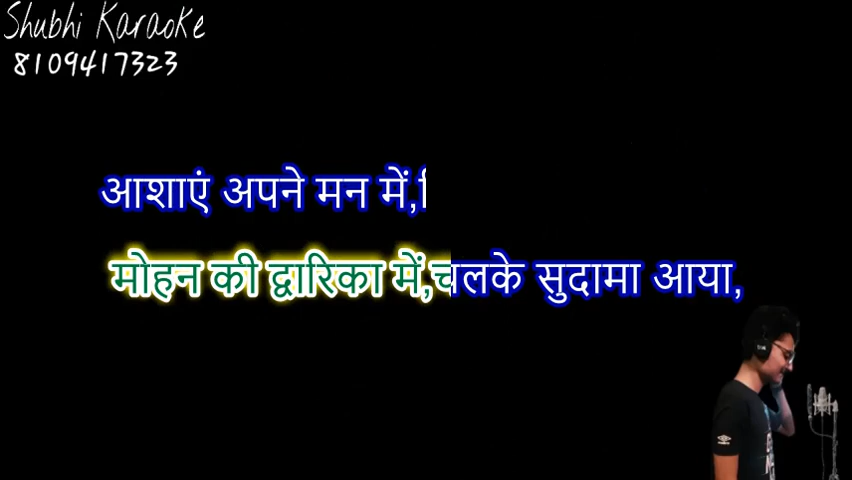 Shubhi Karaoke
8109417323
आशाएं अपने मन में,
मोहन की द्वारिका में,चलके सुदामा आया,